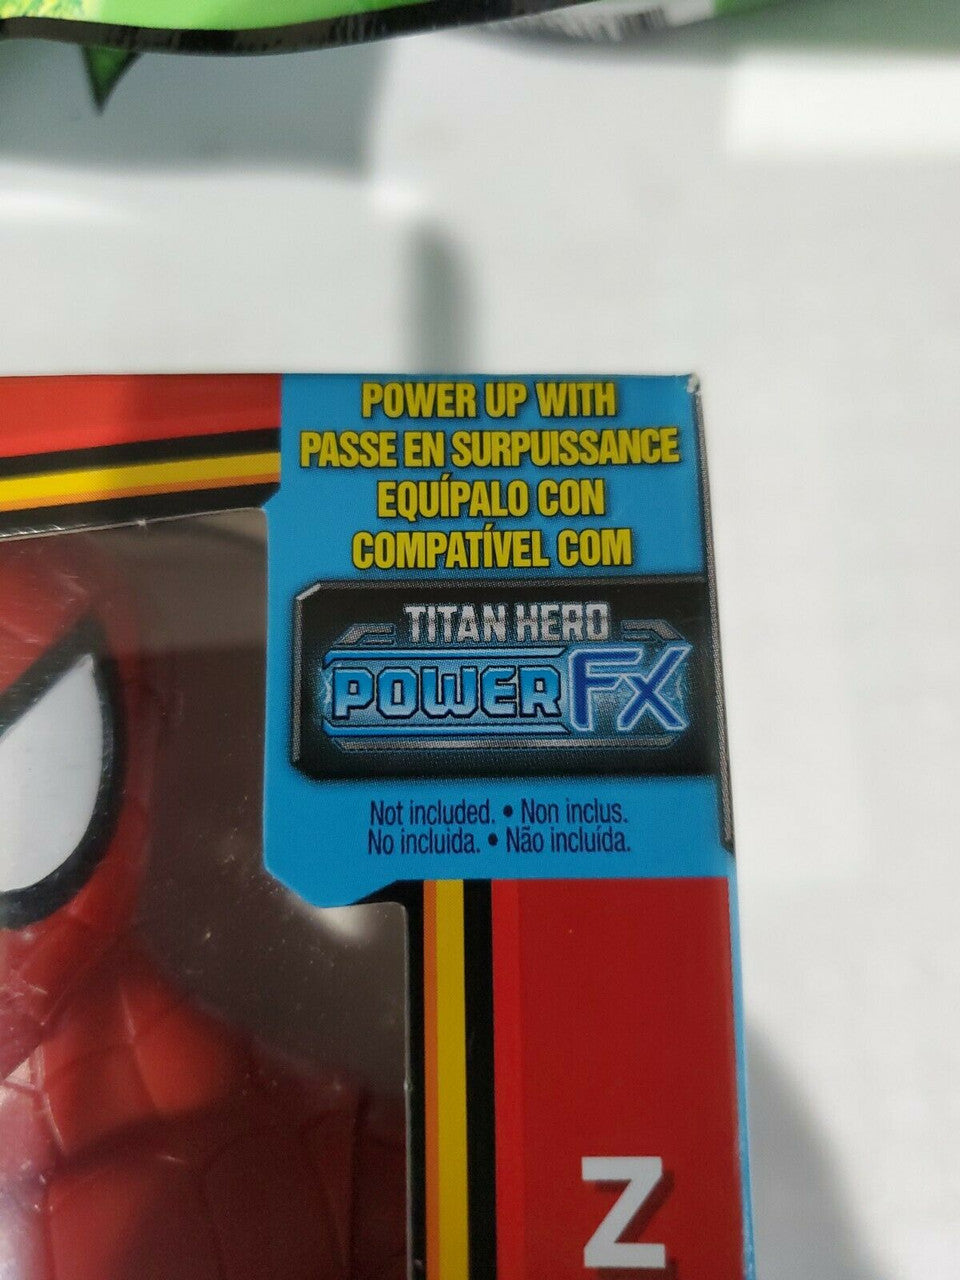 POWER UP WITH
PASSE EN SURPUISSANCE
EQUÍPALO CON
COMPATÍVEL COM
TITAN HERO
POWER FX
Not included. • Non inclus.
No incluida. • Não incluída.
Z